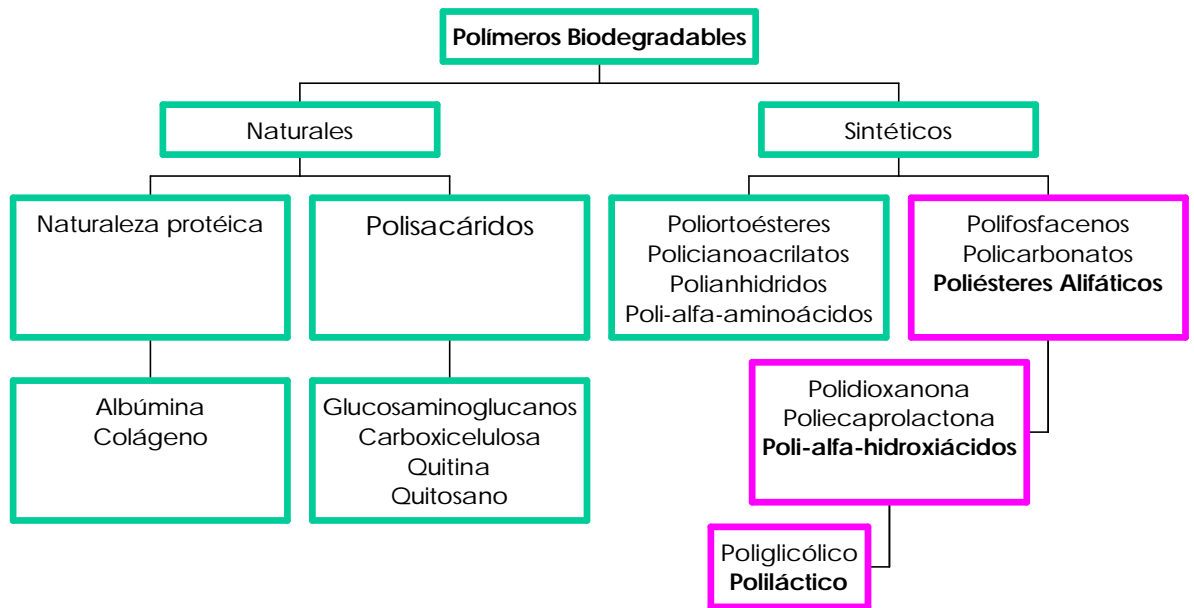 Polímeros Biodegradables
Naturales
Sintéticos
Naturaleza protéica
Polisacáridos
Poliortoésteres
Policianoacrilatos
Polianhidridos
Poli-alfa-aminoácidos
Polifosfacenos
Policarbonatos
Poliésteres Alifáticos
Albúmina
Colágeno
Glucosaminoglucanos
Carboxicelulosa
Quitina
Quitosano
Polidioxanona
Poliecaprolactona
Poli-alfa-hidroxiácidos
Poliglicólico
Poliláctico